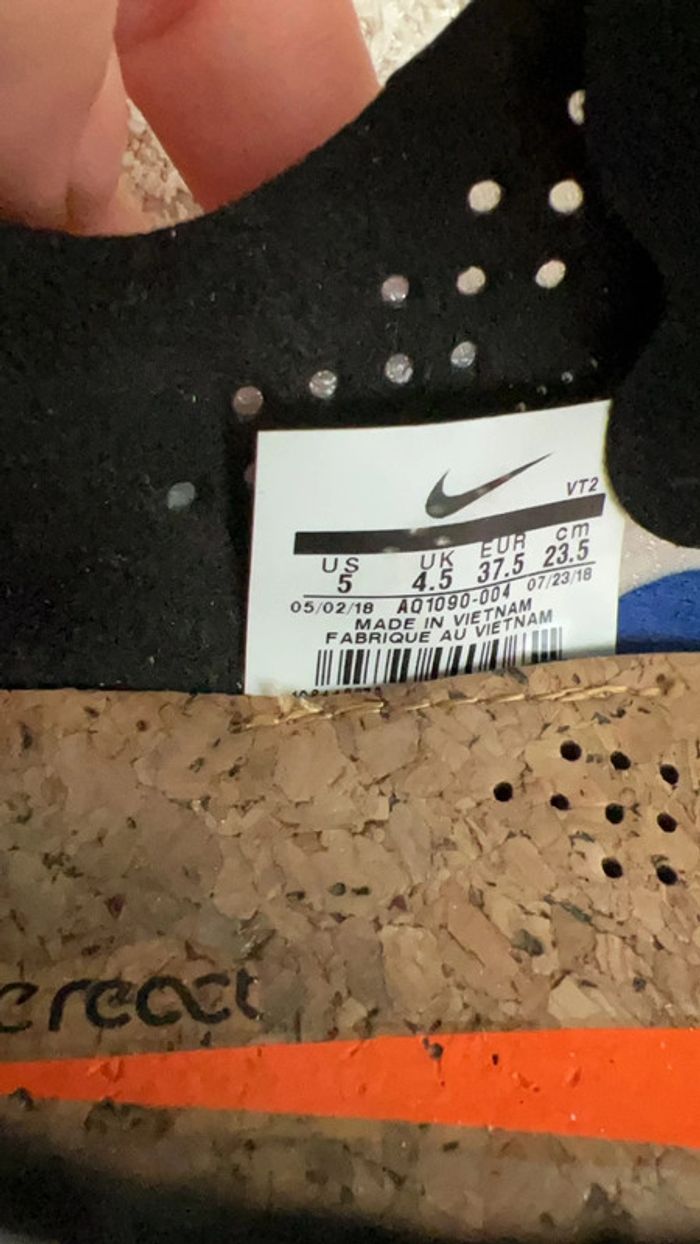 VT2
US UK EUR cm
5 4.5 37.5 23.5
05/02/18 AQ1090-004 07/23/18
MADE IN VIETNAM
FABRIQUE AU VIETNAM
react